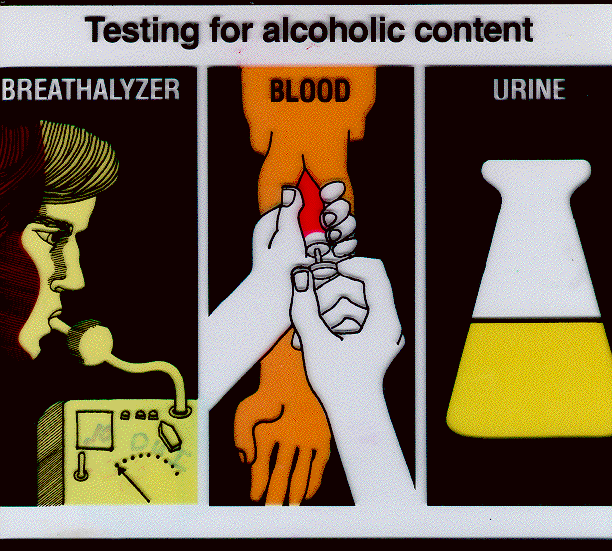 Testing for alcoholic content
BREATHALYZER
BLOOD
URINE